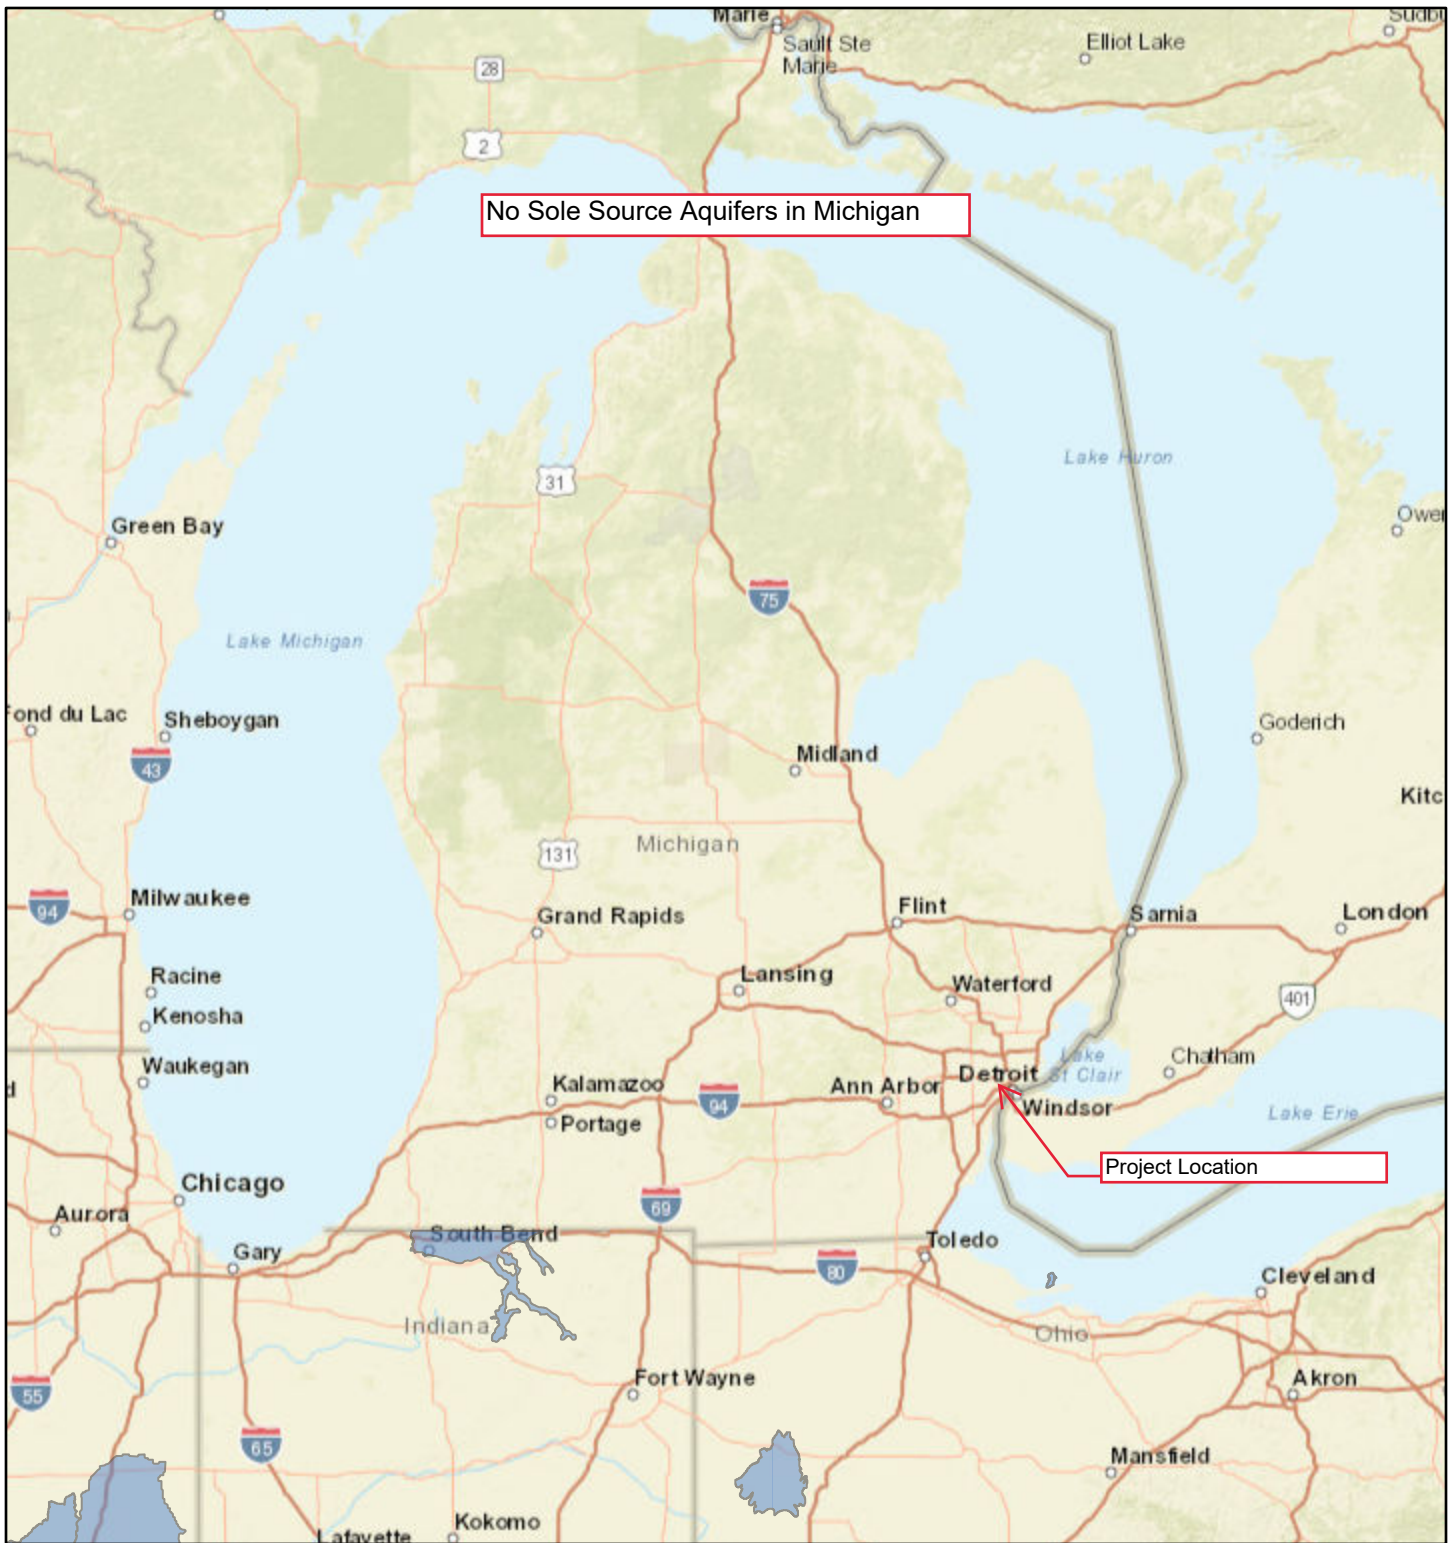 Marie
Sudbu
Sault Ste
Marie
Elliot Lake
28
2
No Sole Source Aquifers in Michigan
Lake Huron
31
Green Bay
Owen
75
Lake Michigan
Fond du Lac
Sheboygan
Goderich
43
Midland
Kitc
Michigan
131
Milwaukee
94
Grand Rapids
Flint
Sarnia
London
Racine
Lansing
Waterford
401
Kenosha
Waukegan
Lake
St Clair
Chatham
d
Kalamazoo
Ann Arbor
Detroit
94
Windsor
Lake Erie
Portage
Project Location
Chicago
69
Aurora
South Bend
Gary
Toledo
80
Cleveland
Indiana
Ohio
Fort Wayne
Akron
55
65
Mansfield
Kokomo
Lafayette